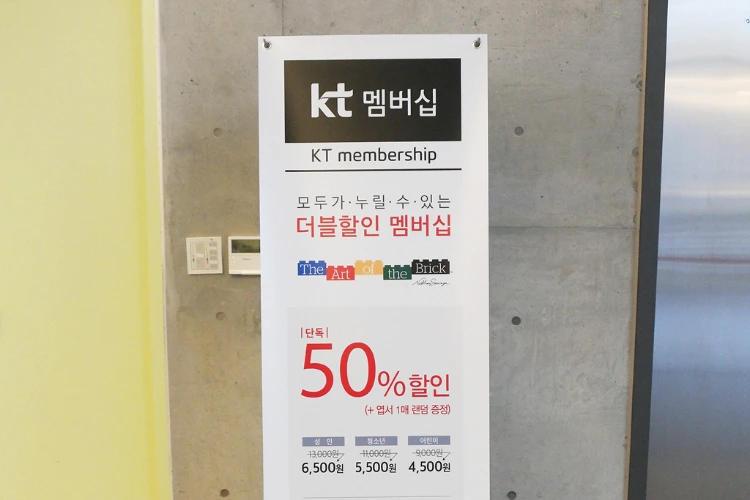 kt 멤버십
KT membership
모두가·누릴·수·있는
더블할인 멤버십
The Art of the Brick
|단독|
50%할인
(+ 엽서 1매 랜덤 증정)
성 인 청소년 어린이
13,000원 11,000원 9,000원
6,500원 5,500원 4,500원